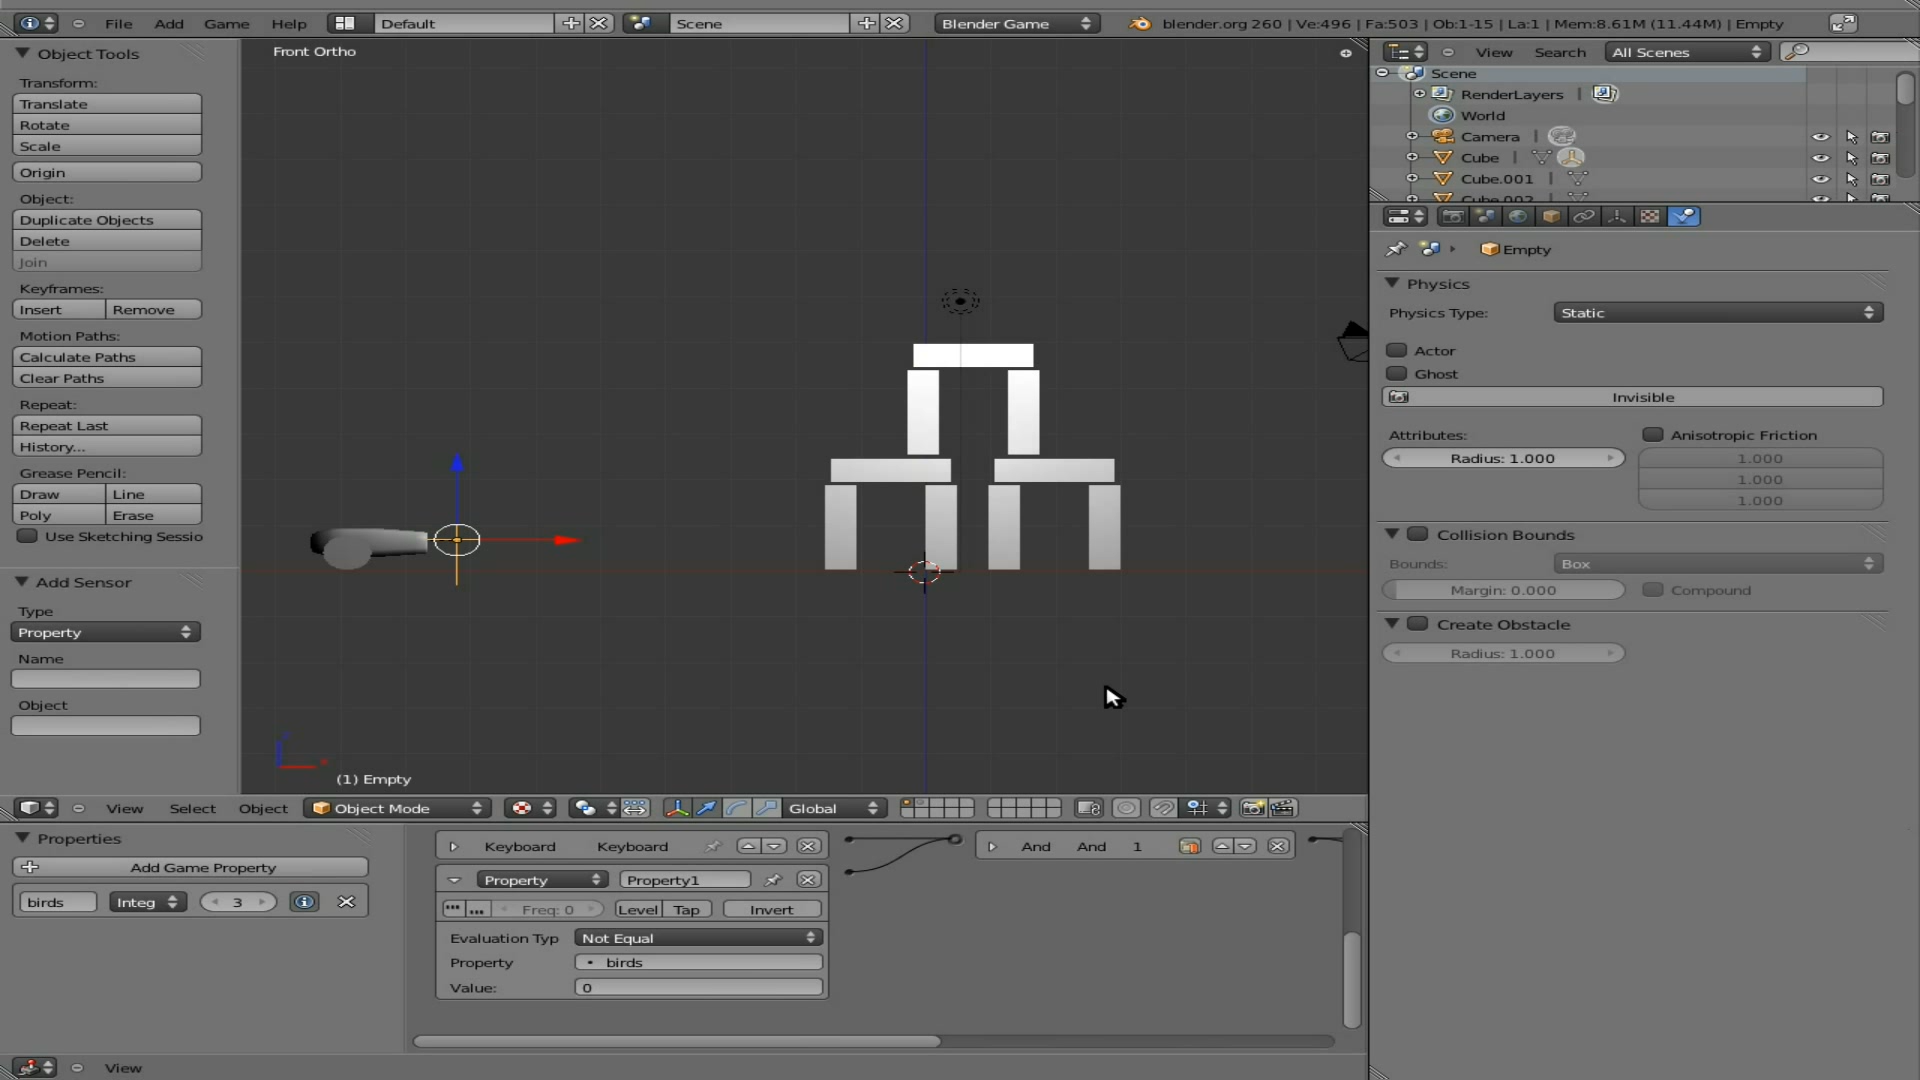 File Add Game Help Default Scene Blender Game blender.org 260 | Ve:496 | Fa:503 | Ob:1-15 | La:1 | Mem:8.61M (11.44M) | Empty
Object Tools
Transform:
Translate
Rotate
Scale
Origin
Object:
Duplicate Objects
Delete
Join
Keyframes:
Insert Remove
Motion Paths:
Calculate Paths
Clear Paths
Repeat:
Repeat Last
History...
Grease Pencil:
Draw Line
Poly Erase
Use Sketching Sessio
Add Sensor
Type
Property
Name
Object
Front Ortho
(1) Empty
View Select Object Object Mode Global
View Search All Scenes
Scene
RenderLayers |
World
Camera |
Cube |
Cube.001 |
Cube.002
Empty
Physics
Physics Type: Static
Actor
Ghost
Invisible
Attributes: Anisotropic Friction
Radius: 1.000 1.000
1.000
1.000
Collision Bounds
Bounds: Box
Margin: 0.000 Compound
Create Obstacle
Radius: 1.000
Properties
Add Game Property
birds Integ 3
Keyboard Keyboard And And 1
Property Property1
Freq: 0 Level Tap Invert
Evaluation Typ Not Equal
Property birds
Value: 0
View